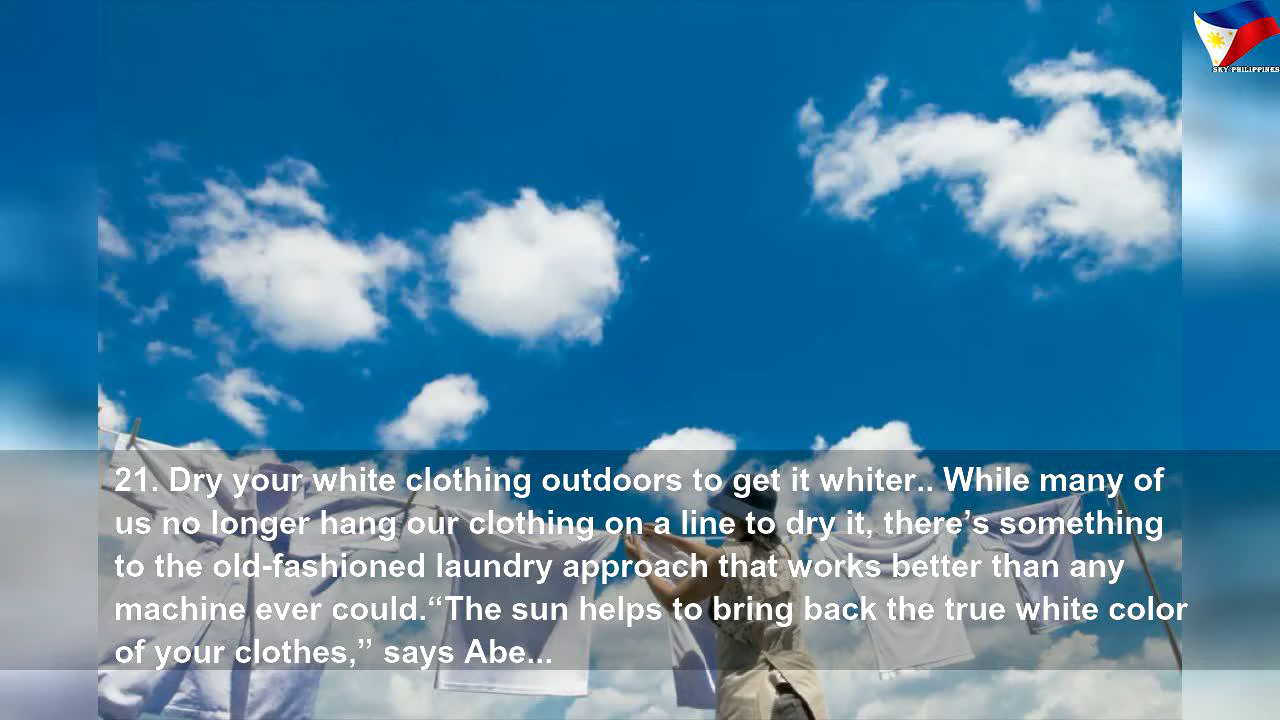 SKY PHILIPPINES
21. Dry your white clothing outdoors to get it whiter.. While many of
us no longer hang our clothing on a line to dry it, there’s something
to the old-fashioned laundry approach that works better than any
machine ever could.“The sun helps to bring back the true white color
of your clothes,” says Abe...